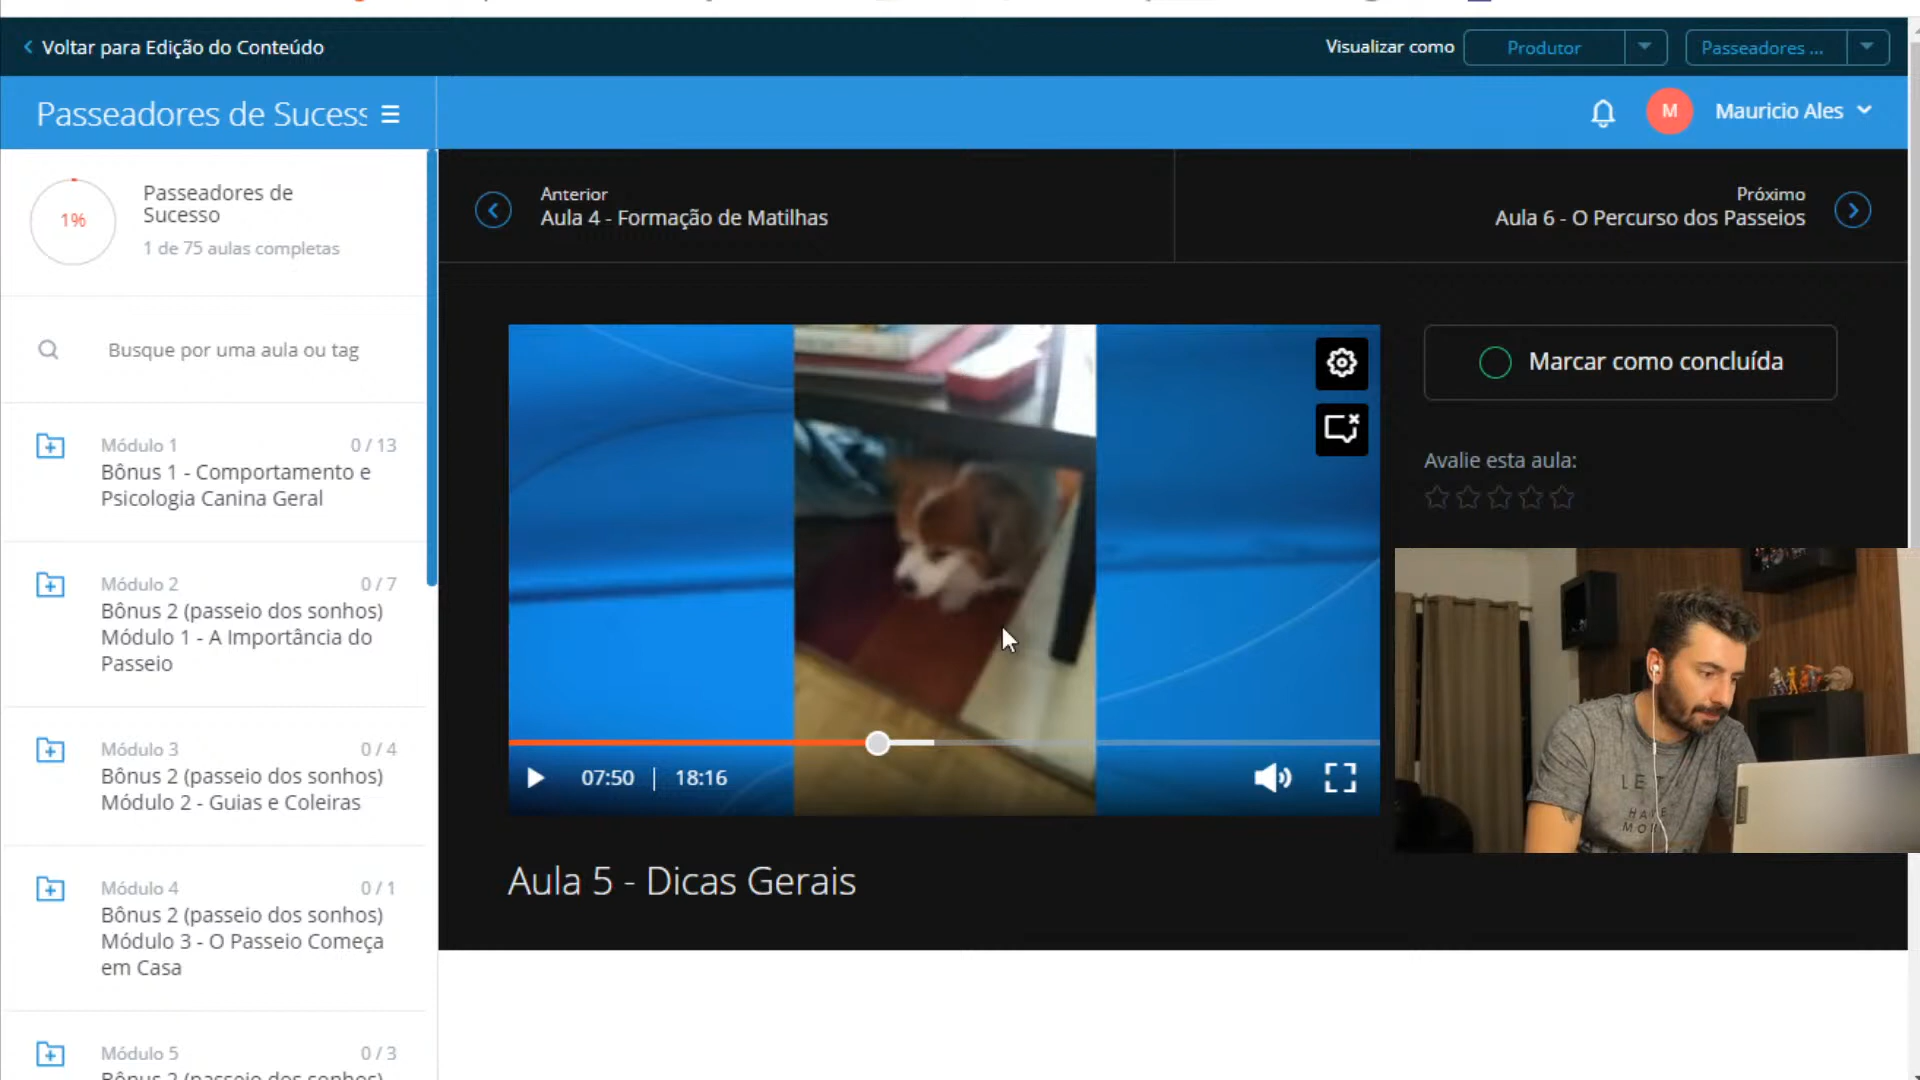 Voltar para Edição do Conteúdo
Visualizar como
Produtor
Passeadores ...
Passeadores de Sucess
M
Mauricio Ales
1%
Passeadores de
Sucesso
1 de 75 aulas completas
Anterior
Aula 4 - Formação de Matilhas
Próximo
Aula 6 - O Percurso dos Passeios
Busque por uma aula ou tag
Módulo 1
0 / 13
Bônus 1 - Comportamento e
Psicologia Canina Geral
Módulo 2
0 / 7
Bônus 2 (passeio dos sonhos)
Módulo 1 - A Importância do
Passeio
Módulo 3
0 / 4
Bônus 2 (passeio dos sonhos)
Módulo 2 - Guias e Coleiras
Módulo 4
0 / 1
Bônus 2 (passeio dos sonhos)
Módulo 3 - O Passeio Começa
em Casa
Módulo 5
0 / 3
Bônus 2 (passeio dos sonhos)
07:50 | 18:16
Aula 5 - Dicas Gerais
Marcar como concluída
Avalie esta aula: